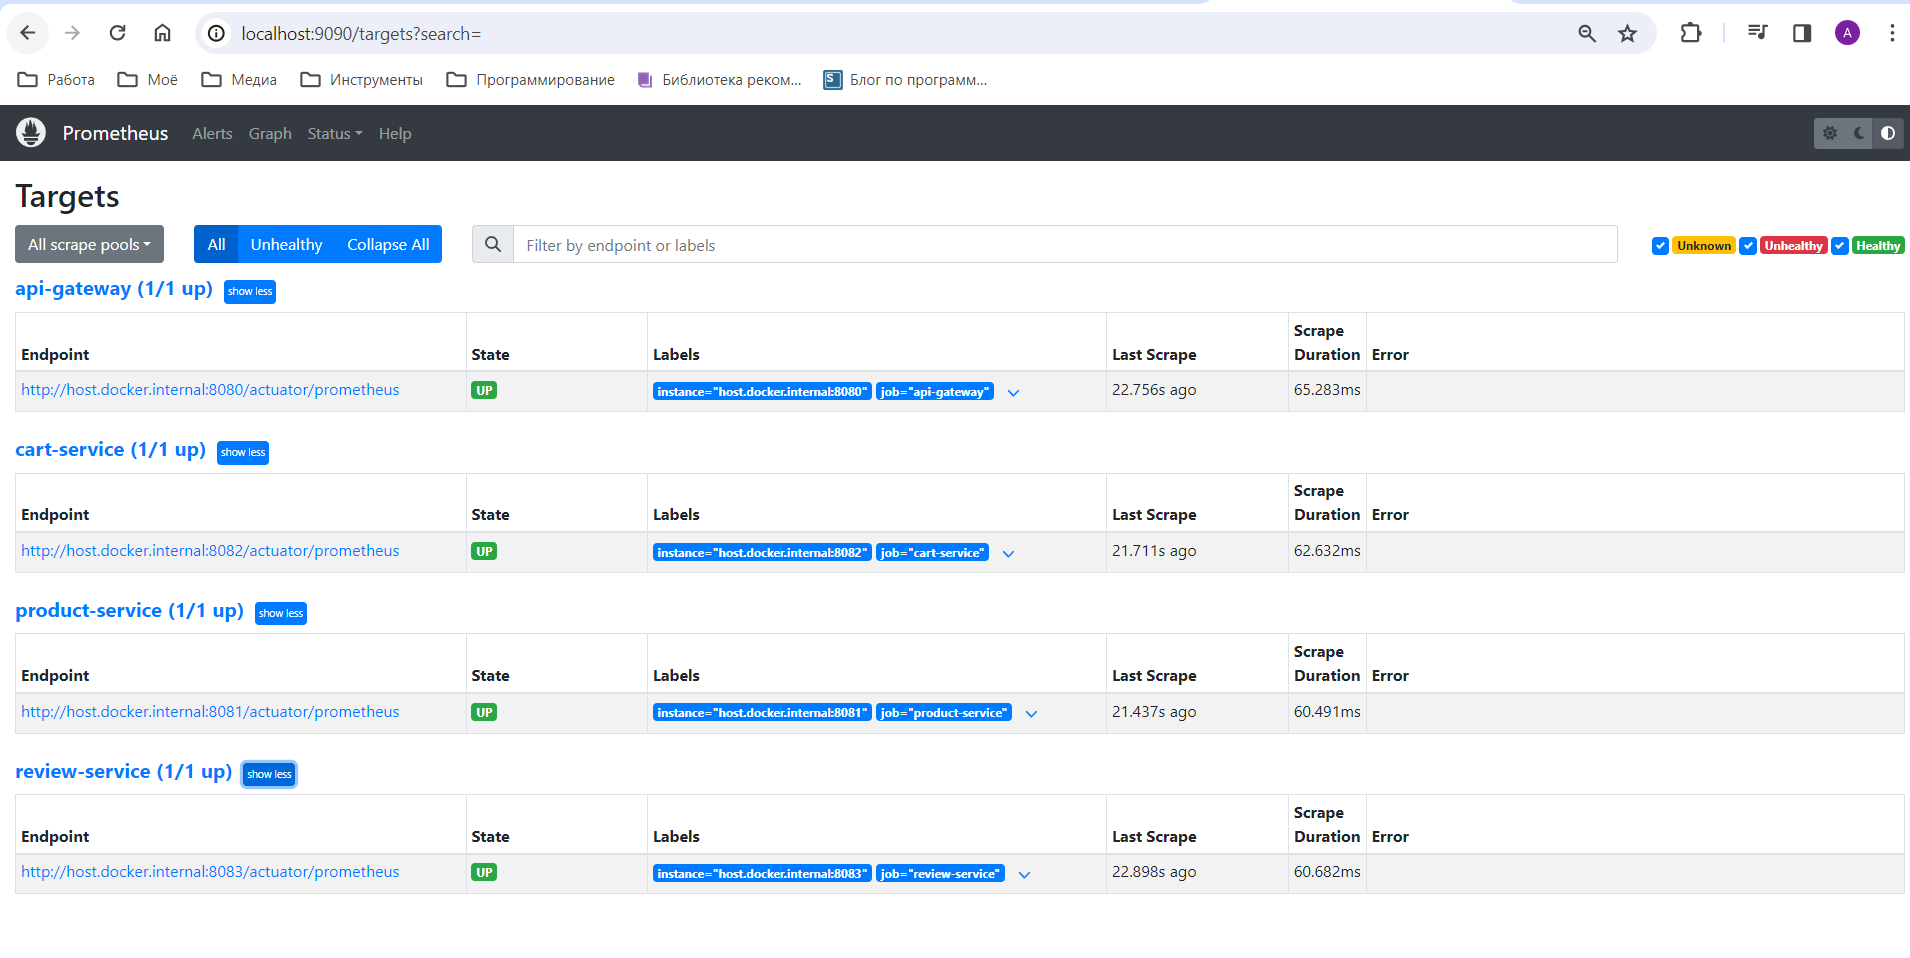 localhost:9090/targets?search=
A
Работа Моё Медиа Инструменты Программирование Библиотека реком... S Блог по программ...
Prometheus Alerts Graph Status Help
Targets
All scrape pools All Unhealthy Collapse All Filter by endpoint or labels Unknown Unhealthy Healthy
api-gateway (1/1 up) show less
Endpoint State Labels Last Scrape Scrape Duration Error
http://host.docker.internal:8080/actuator/prometheus UP instance="host.docker.internal:8080" job="api-gateway" 22.756s ago 65.283ms
cart-service (1/1 up) show less
Endpoint State Labels Last Scrape Scrape Duration Error
http://host.docker.internal:8082/actuator/prometheus UP instance="host.docker.internal:8082" job="cart-service" 21.711s ago 62.632ms
product-service (1/1 up) show less
Endpoint State Labels Last Scrape Scrape Duration Error
http://host.docker.internal:8081/actuator/prometheus UP instance="host.docker.internal:8081" job="product-service" 21.437s ago 60.491ms
review-service (1/1 up) show less
Endpoint State Labels Last Scrape Scrape Duration Error
http://host.docker.internal:8083/actuator/prometheus UP instance="host.docker.internal:8083" job="review-service" 22.898s ago 60.682ms